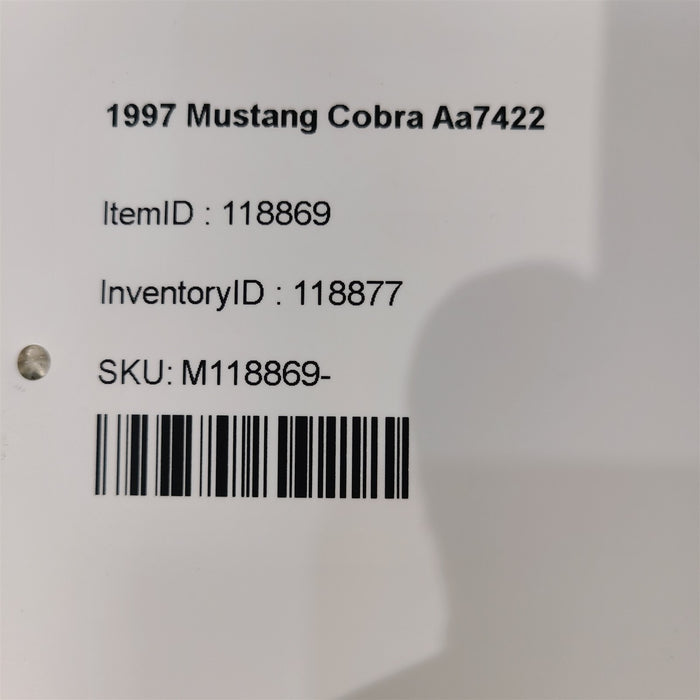 1997 Mustang Cobra Aa7422
ItemID : 118869
InventoryID : 118877
SKU: M118869-